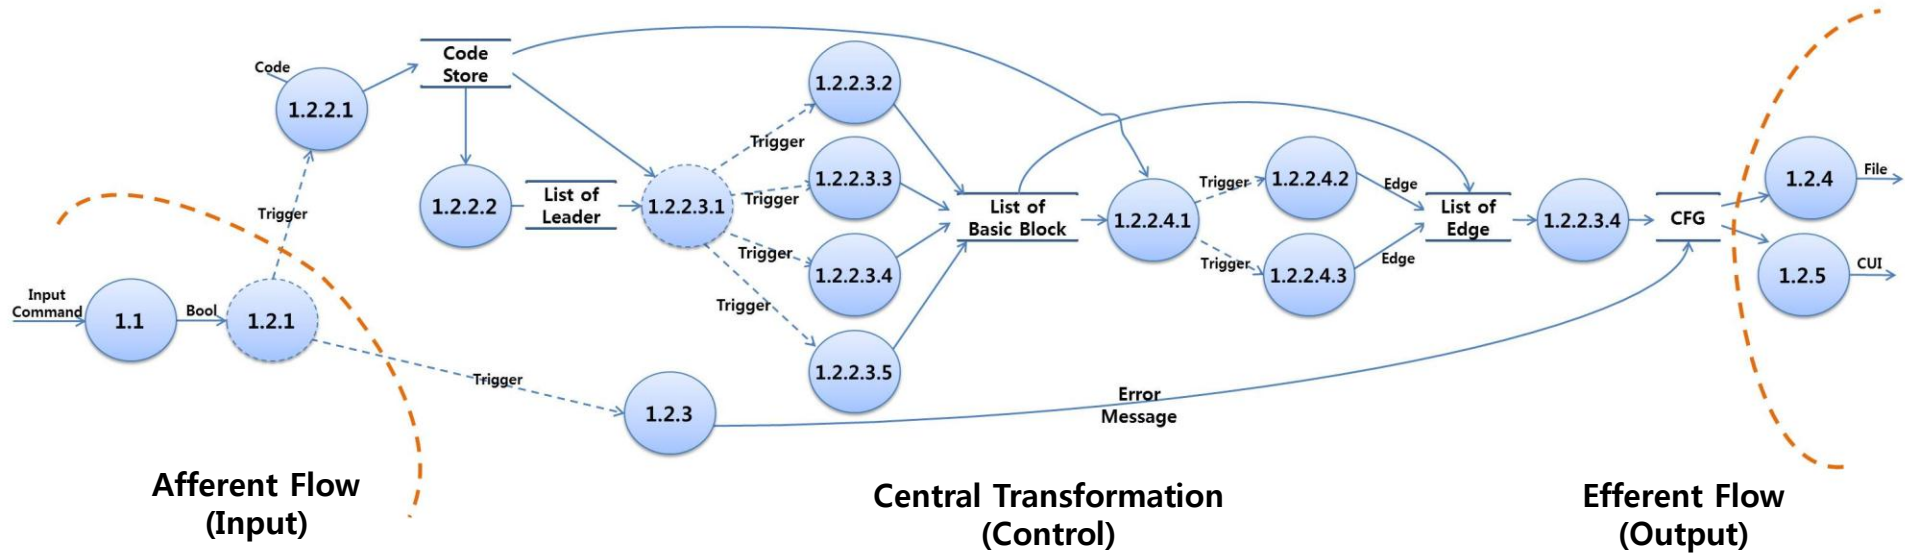 Code
1.2.2.1
Code
Store
Trigger
Input
Command
1.1
Bool
1.2.1
Trigger
1.2.3
1.2.2.2
List of
Leader
1.2.2.3.1
Trigger
Trigger
Trigger
Trigger
1.2.2.3.2
1.2.2.3.3
1.2.2.3.4
1.2.2.3.5
List of
Basic Block
1.2.2.4.1
Trigger
Trigger
1.2.2.4.2
1.2.2.4.3
Edge
Edge
List of
Edge
1.2.2.3.4
CFG
Error
Message
1.2.4
File
1.2.5
CUI
Afferent Flow
(Input)
Central Transformation
(Control)
Efferent Flow
(Output)